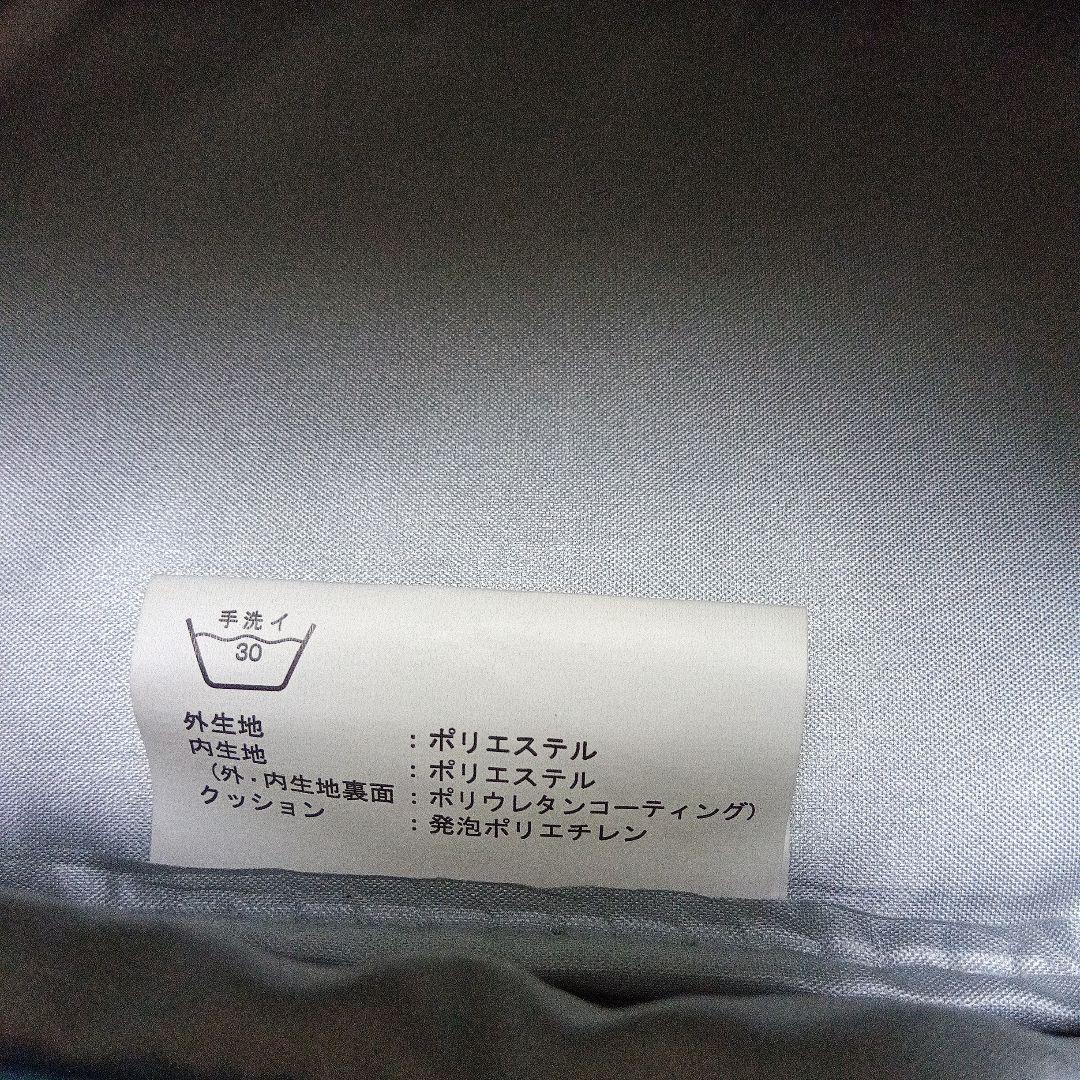 手洗イ
30
外生地 : ポリエステル
内生地 : ポリエステル
(外・内生地裏面 : ポリウレタンコーティング)
クッション : 発泡ポリエチレン